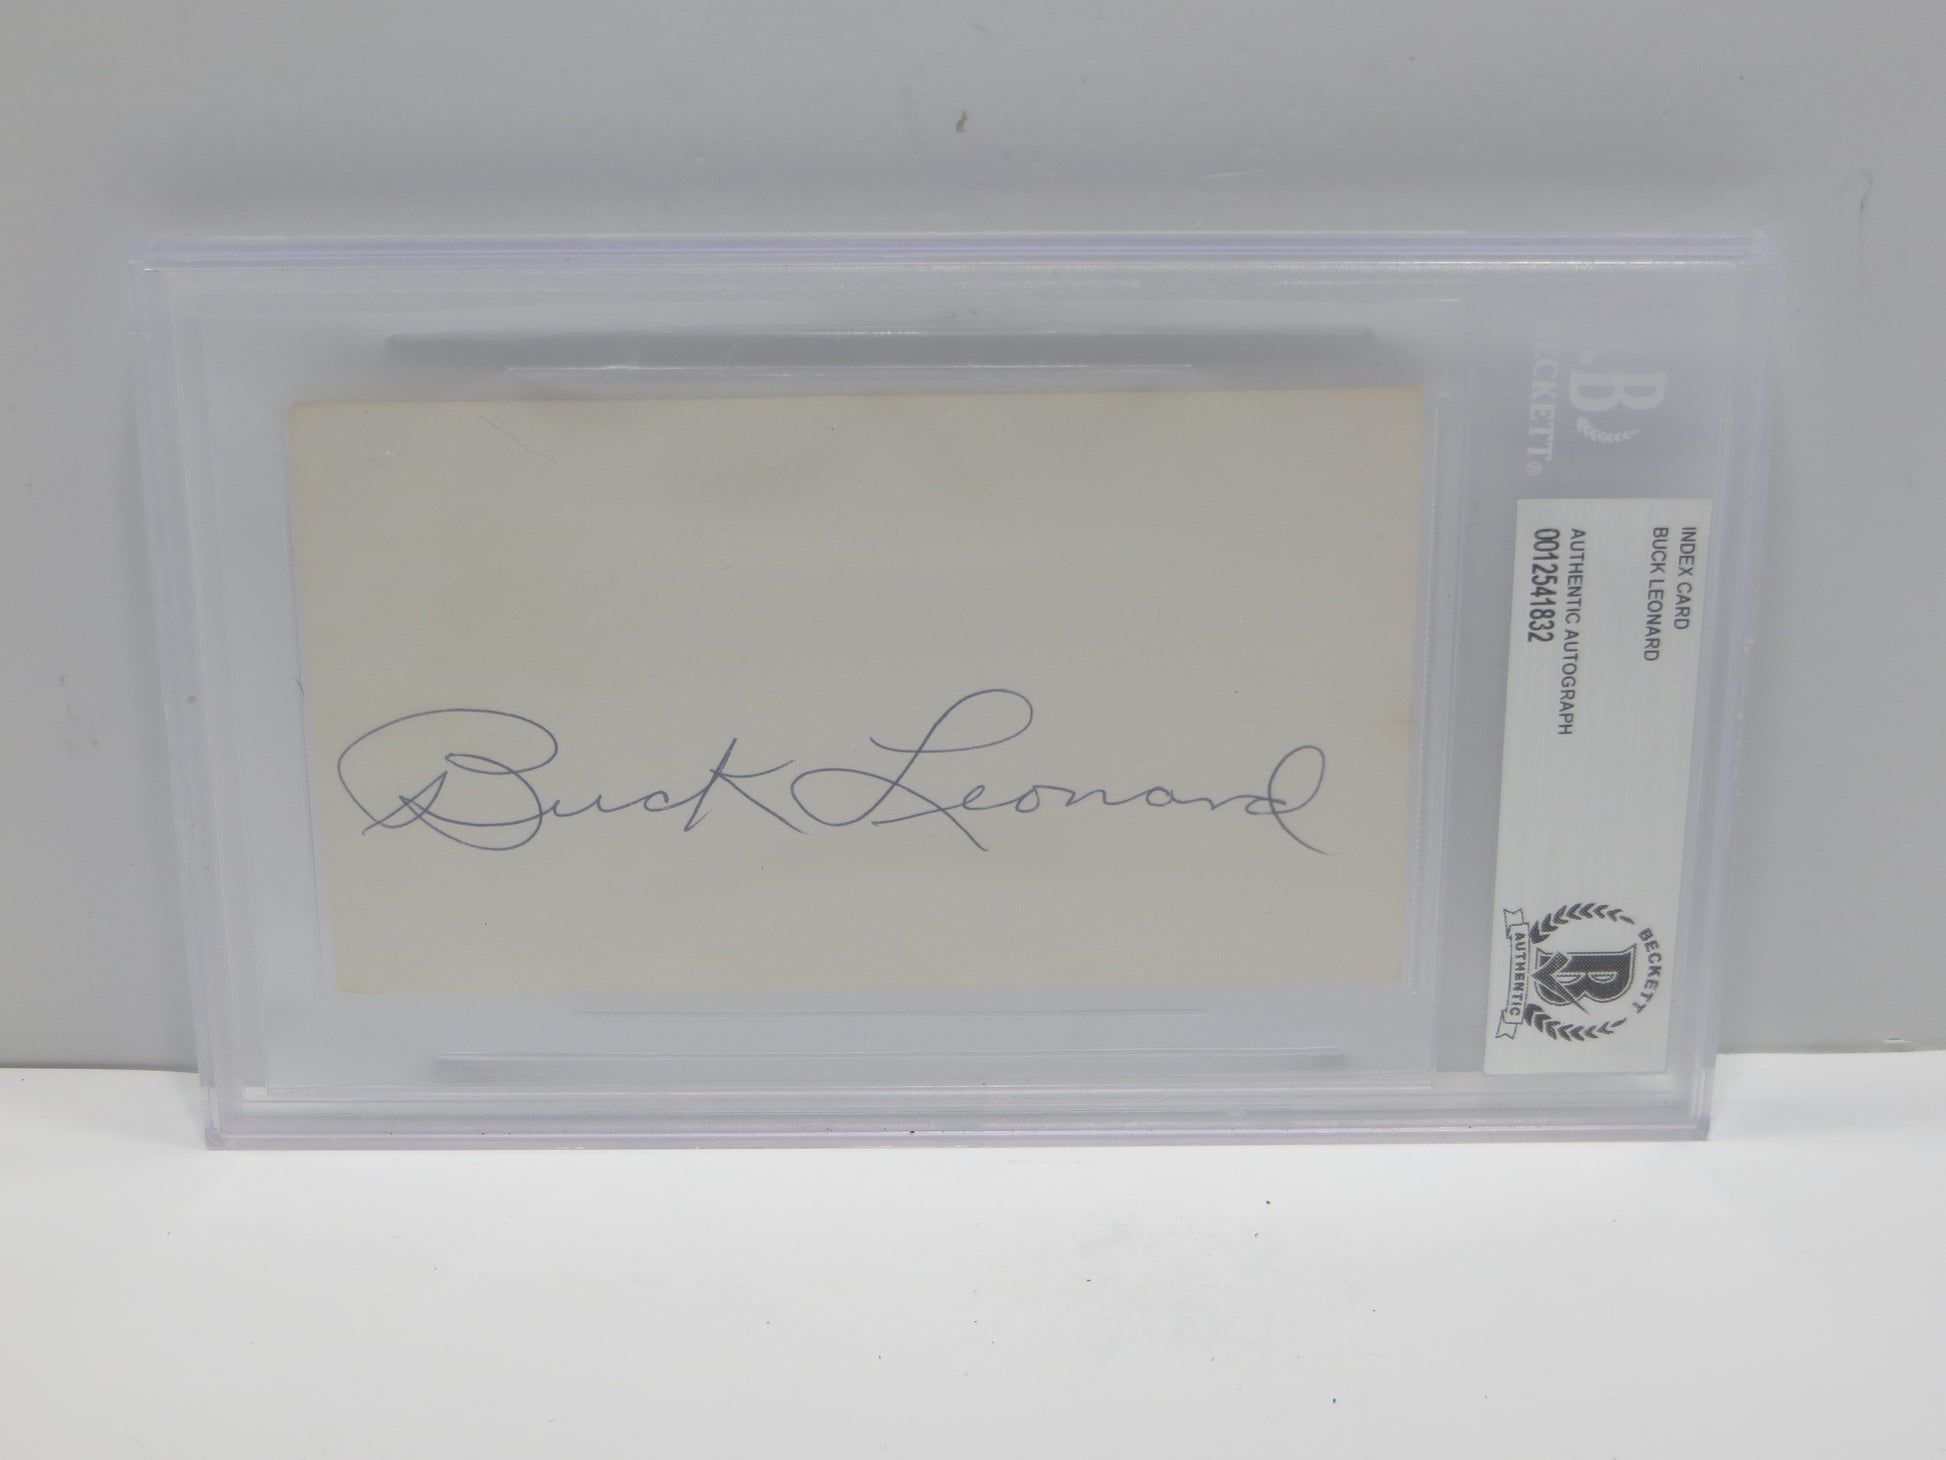 Buck Leonard
BECKETT®
INDEX CARD
BUCK LEONARD
AUTHENTIC AUTOGRAPH
0012541832
BECKETT
B
AUTHENTIC